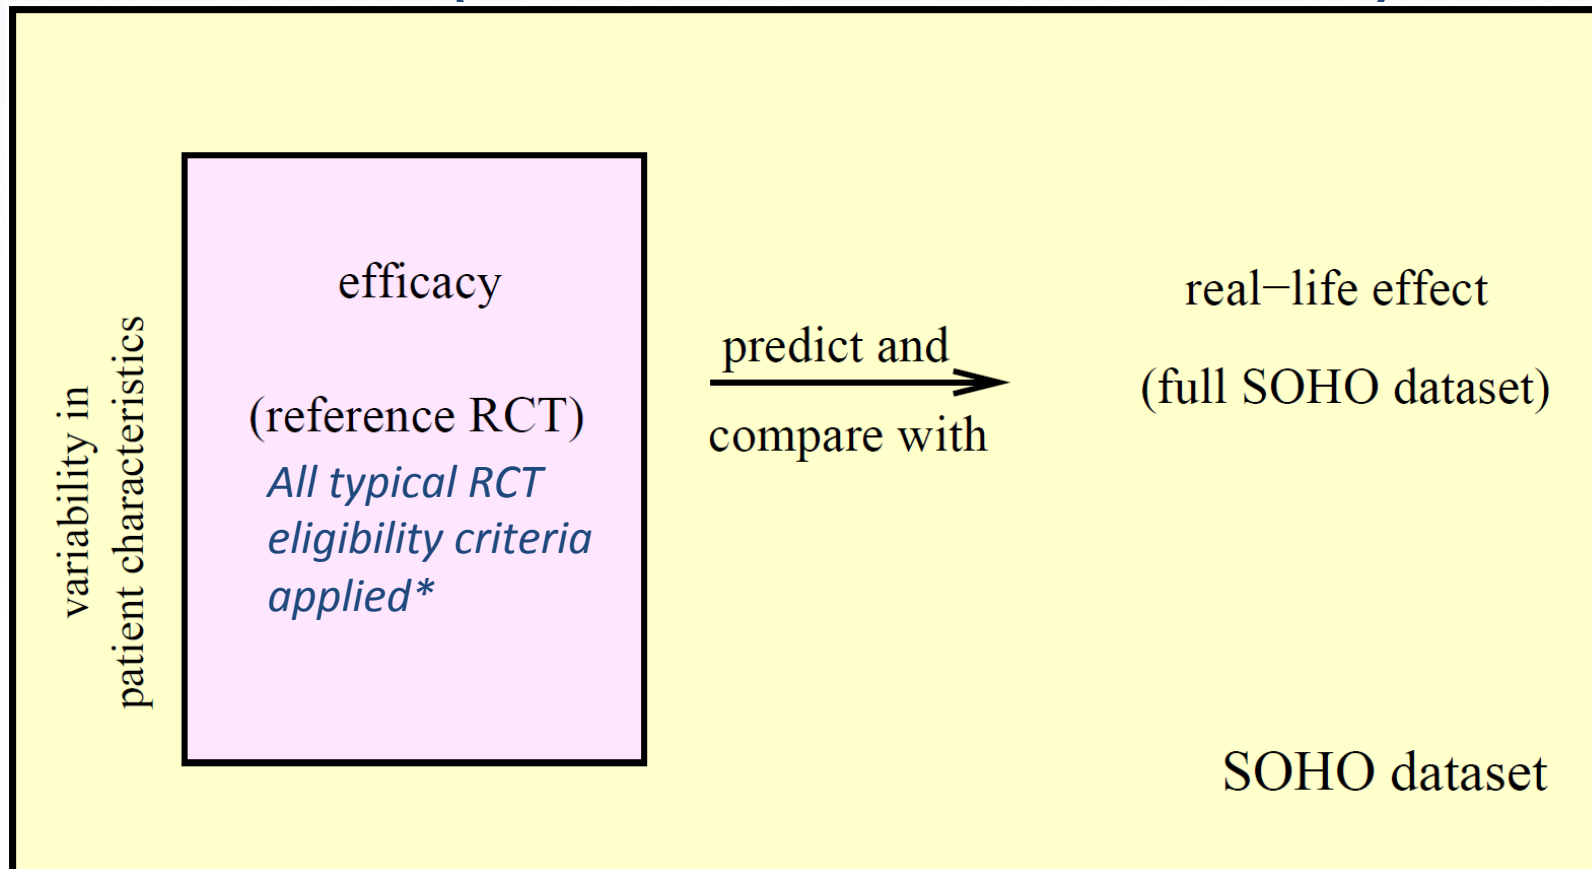 variability in
patient characteristics
efficacy
(reference RCT)
All typical RCT
eligibility criteria
applied*
predict and
compare with
real−life effect
(full SOHO dataset)
SOHO dataset